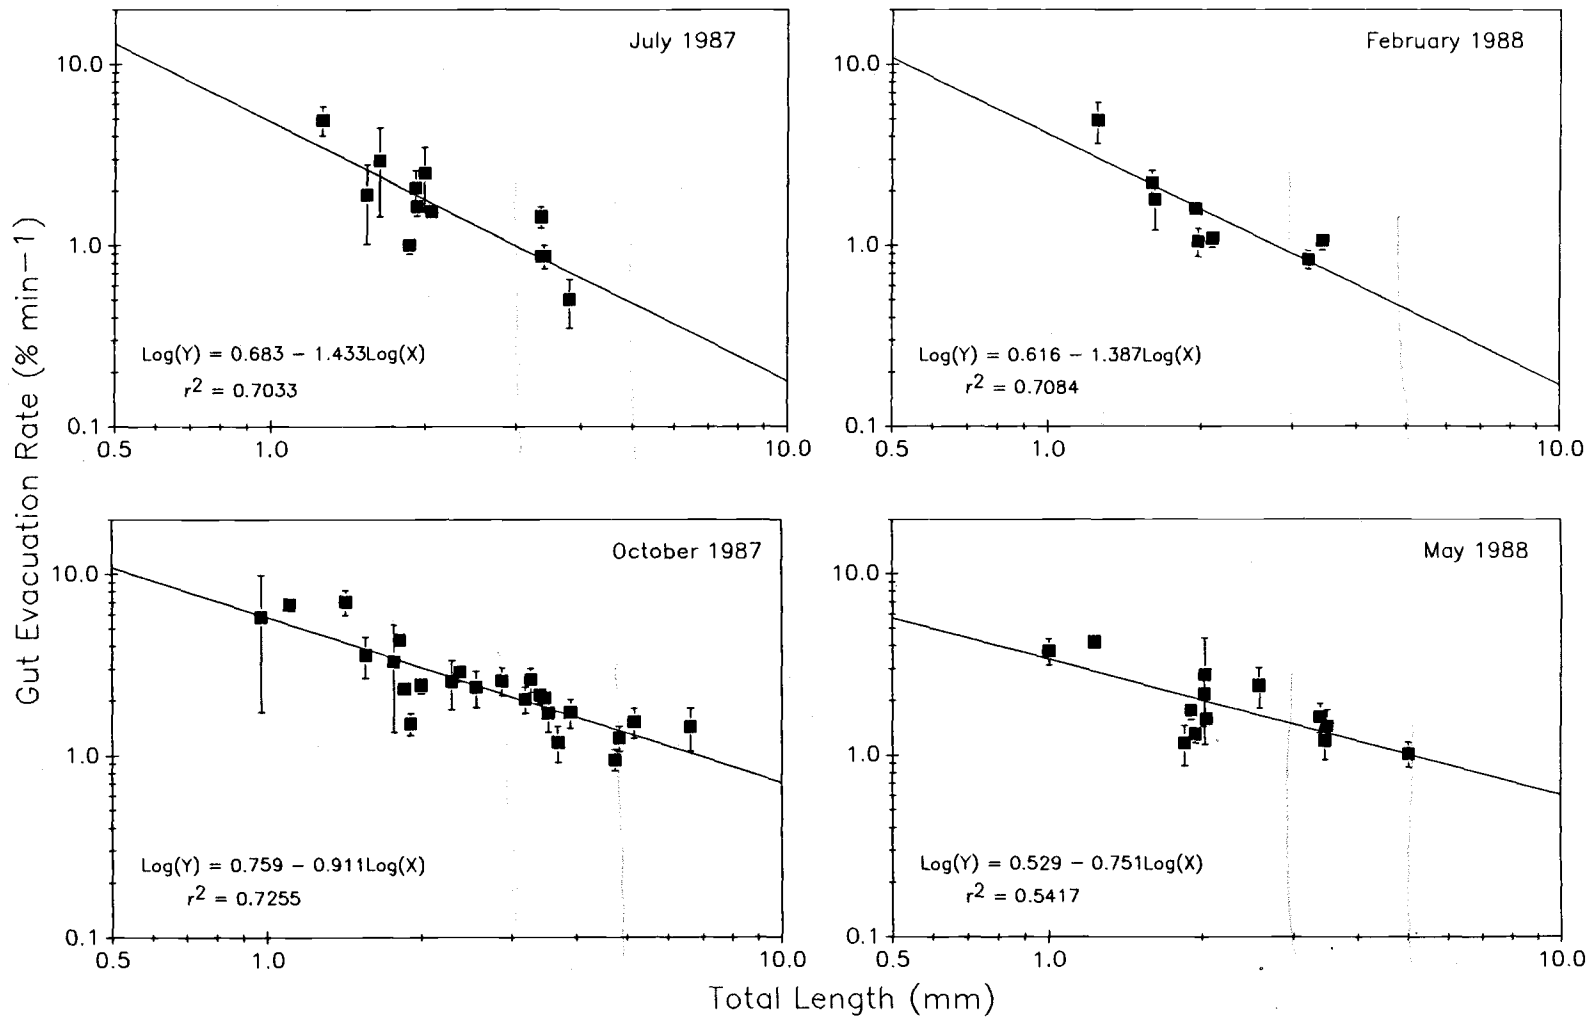 Gut Evacuation Rate (% min−1)
July 1987
10.0
1.0
0.1
Log(Y) = 0.683 − 1.433Log(X)
r2 = 0.7033
0.5 1.0 10.0
February 1988
10.0
1.0
0.1
Log(Y) = 0.616 − 1.387Log(X)
r2 = 0.7084
0.5 1.0 10.0
October 1987
10.0
1.0
0.1
Log(Y) = 0.759 − 0.911Log(X)
r2 = 0.7255
0.5 1.0 10.0
May 1988
10.0
1.0
0.1
Log(Y) = 0.529 − 0.751Log(X)
r2 = 0.5417
0.5 1.0 10.0
Total Length (mm)